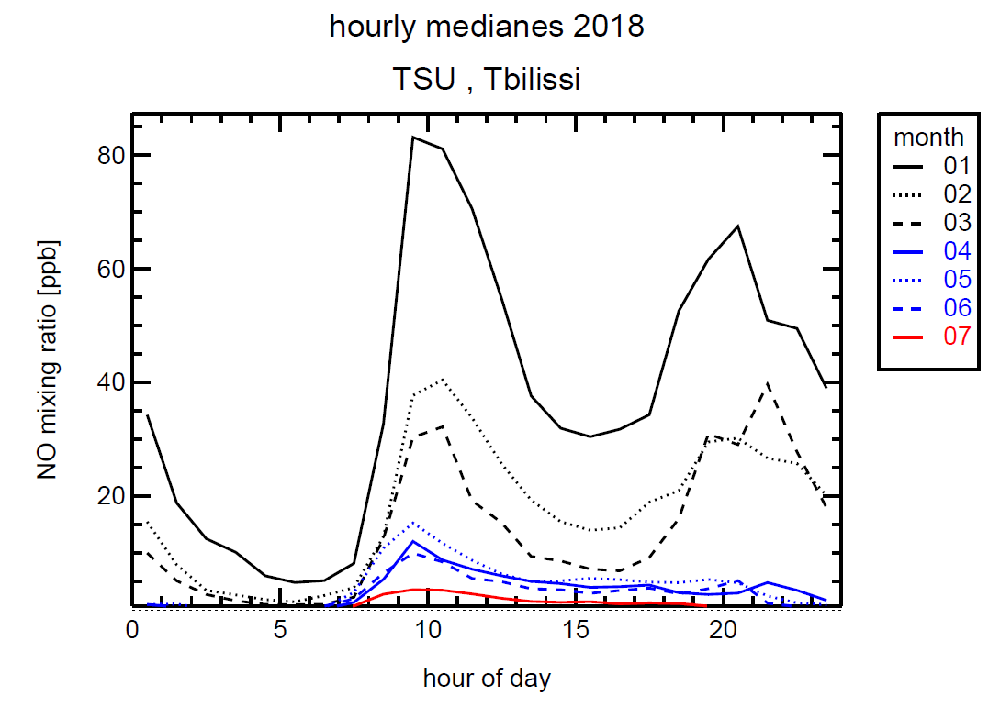 hourly medianes 2018
TSU , Tbilissi
month
01
02
03
04
05
06
07
80
60
40
20
NO mixing ratio [ppb]
0 5 10 15 20
hour of day